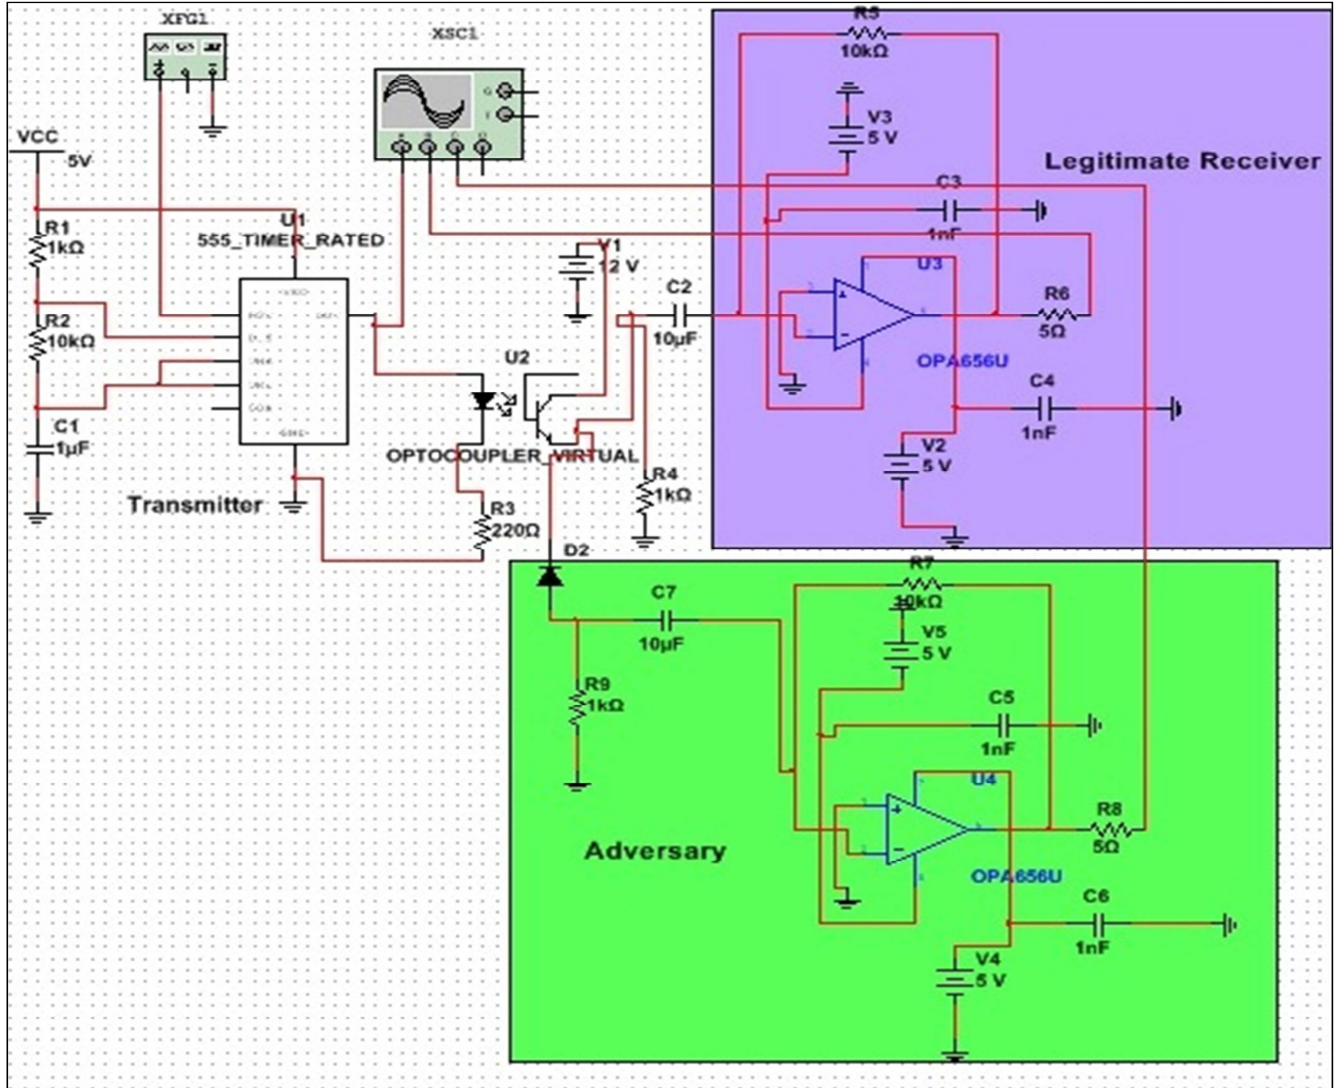 XFG1
XSC1
R5
10kΩ
V3
5 V
Legitimate Receiver
VCC
5V
C3
1nF
R1
1kΩ
U1
555_TIMER_RATED
V1
12 V
U3
C2
10µF
R6
5Ω
R2
10kΩ
OPA656U
U2
C4
1nF
C1
1µF
OPTOCOUPLER_VIRTUAL
V2
5 V
R4
1kΩ
Transmitter
R3
220Ω
D2
R7
10kΩ
C7
10µF
V5
5 V
R9
1kΩ
C5
1nF
U4
R8
5Ω
Adversary
OPA656U
C6
1nF
V4
5 V